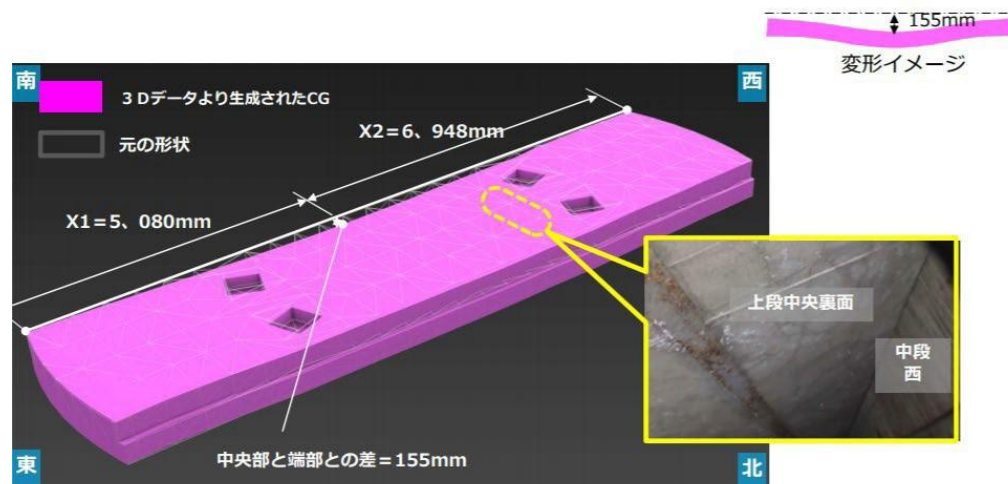 155mm
変形イメージ
南
西
３Dデータより生成されたCG
元の形状
X2＝6、948mm
X1＝5、080mm
上段中央裏面
中段
西
中央部と端部との差＝155mm
東
北